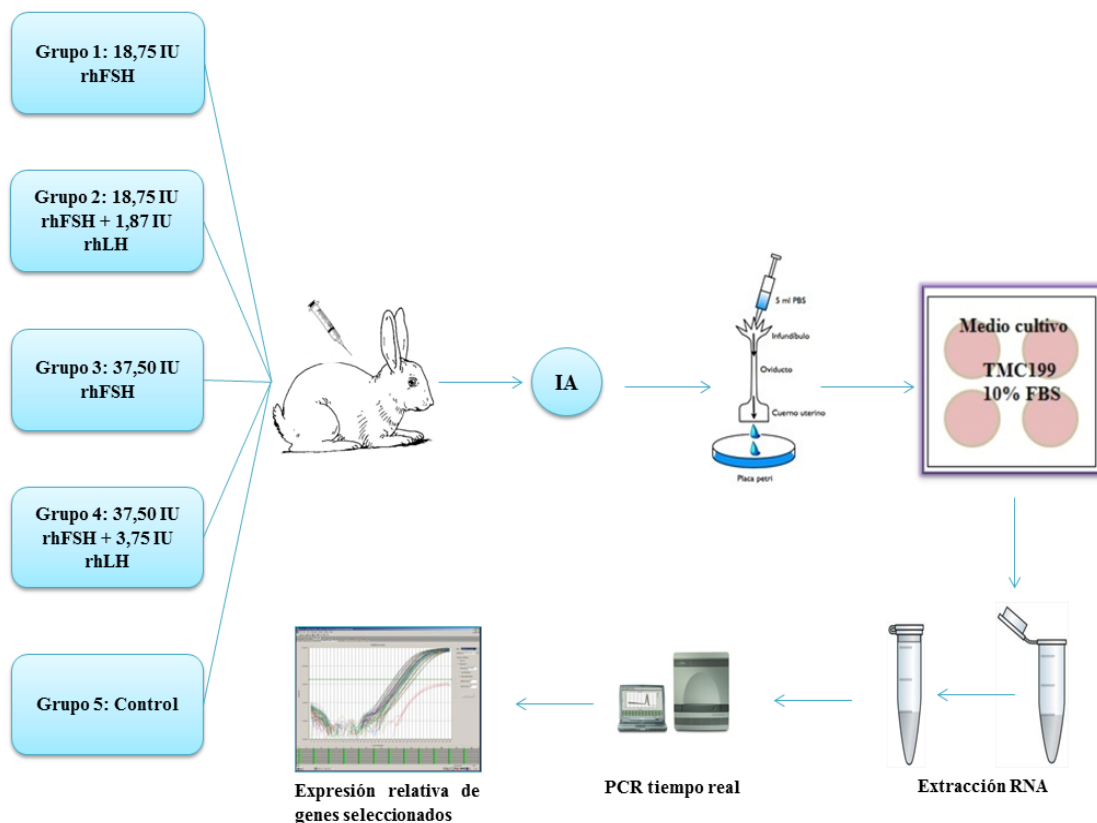 Grupo 1: 18,75 IU
rhFSH
Grupo 2: 18,75 IU
rhFSH + 1,87 IU
rhLH
Grupo 3: 37,50 IU
rhFSH
Grupo 4: 37,50 IU
rhFSH + 3,75 IU
rhLH
Grupo 5: Control
IA
5 ml PBS
Infundíbulo
Oviducto
Cuerno uterino
Placa petri
Medio cultivo
TMC199
10% FBS
Extracción RNA
PCR tiempo real
Expresión relativa de
genes seleccionados